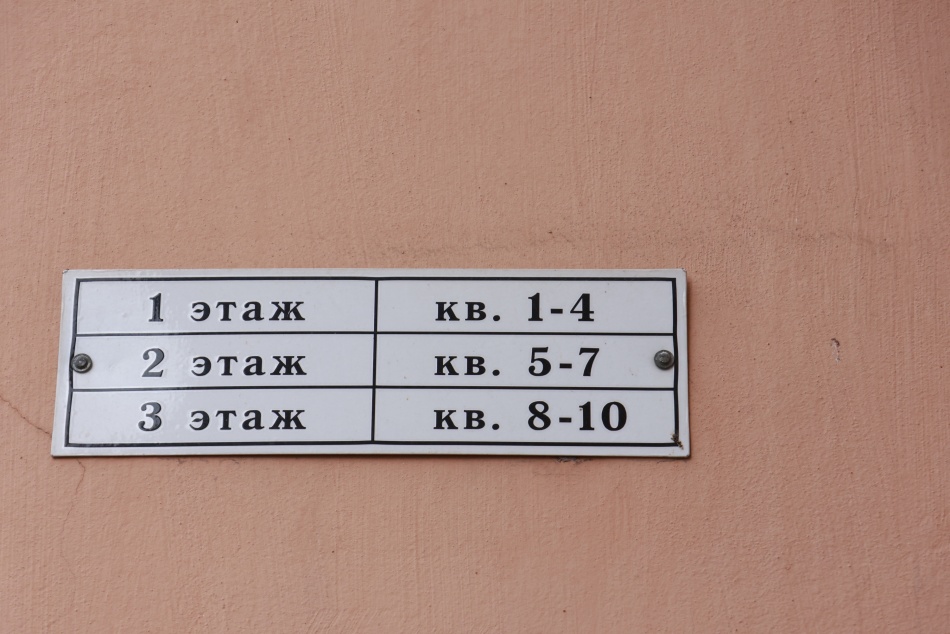 1 этаж кв. 1-4
2 этаж кв. 5-7
3 этаж кв. 8-10